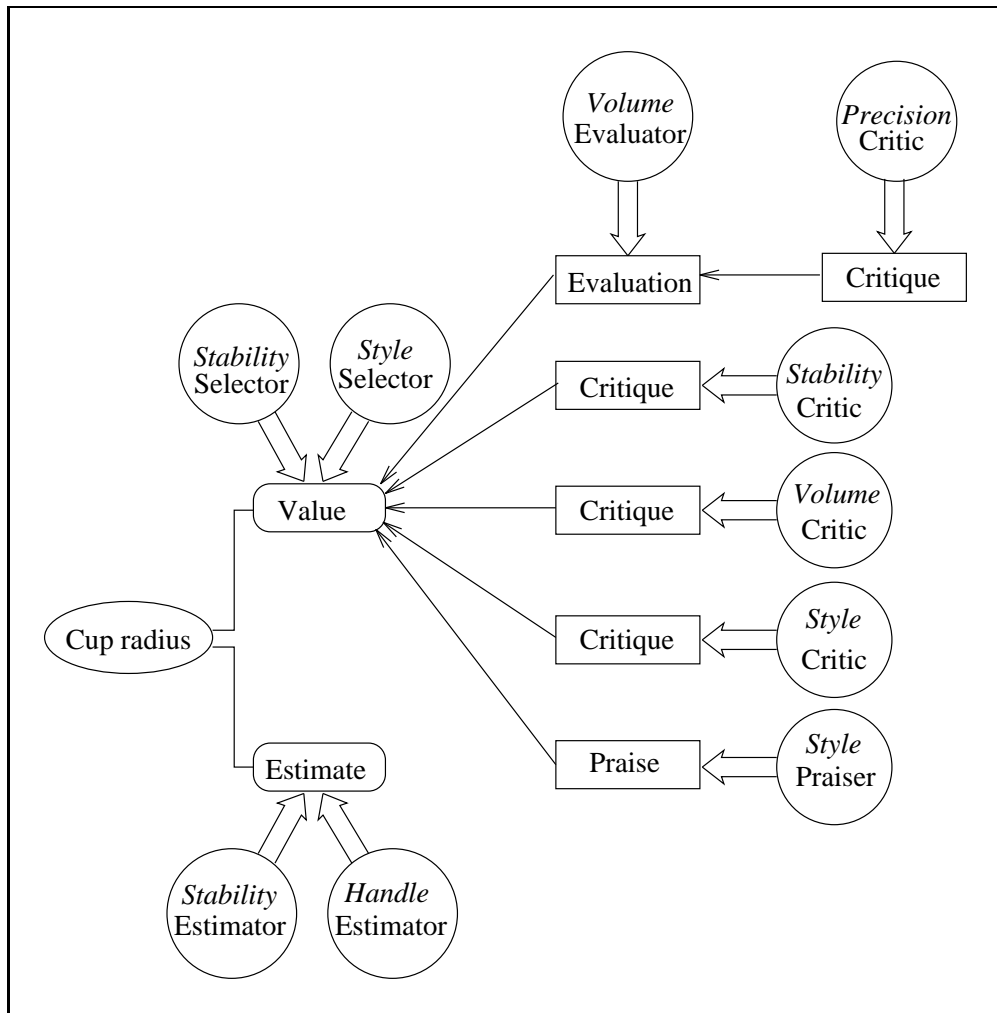 Volume
Evaluator
Precision
Critic
Evaluation
Critique
Stability
Selector
Style
Selector
Critique
Stability
Critic
Value
Critique
Volume
Critic
Cup radius
Critique
Style
Critic
Estimate
Praise
Style
Praiser
Stability
Estimator
Handle
Estimator